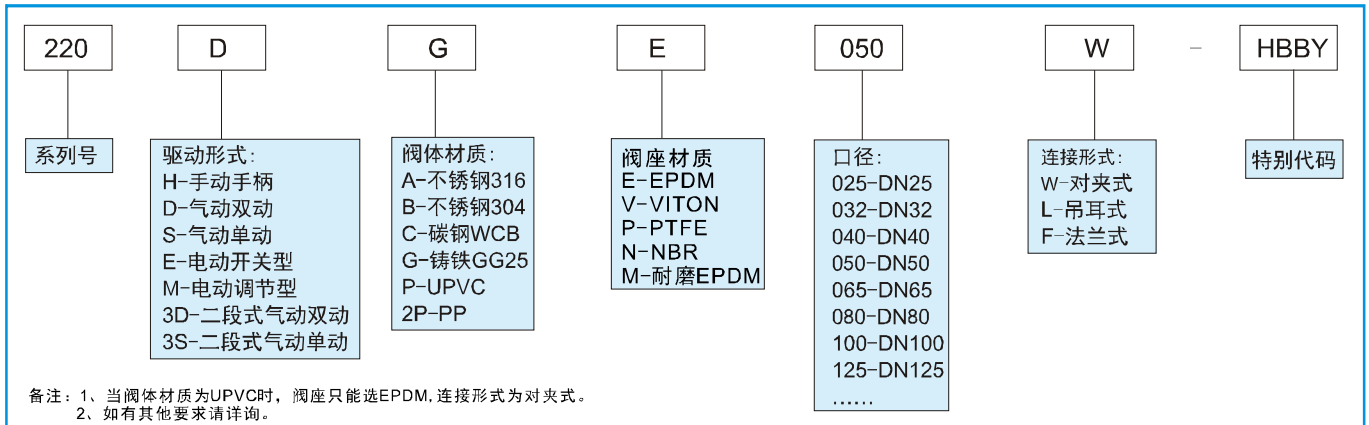 220 D G E 050 W - HBBY
系列号
驱动形式:
H-手动手柄
D-气动双动
S-气动单动
E-电动开关型
M-电动调节型
3D-二段式气动双动
3S-二段式气动单动
阀体材质:
A-不锈钢316
B-不锈钢304
C-碳钢WCB
G-铸铁GG25
P-UPVC
2P-PP
阀座材质
E-EPDM
V-VITON
P-PTFE
N-NBR
M-耐磨EPDM
口径:
025-DN25
032-DN32
040-DN40
050-DN50
065-DN65
080-DN80
100-DN100
125-DN125
......
连接形式:
W-对夹式
L-吊耳式
F-法兰式
特别代码
备注: 1、当阀体材质为UPVC时，阀座只能选EPDM,连接形式为对夹式。
2、如有其他要求请详询。